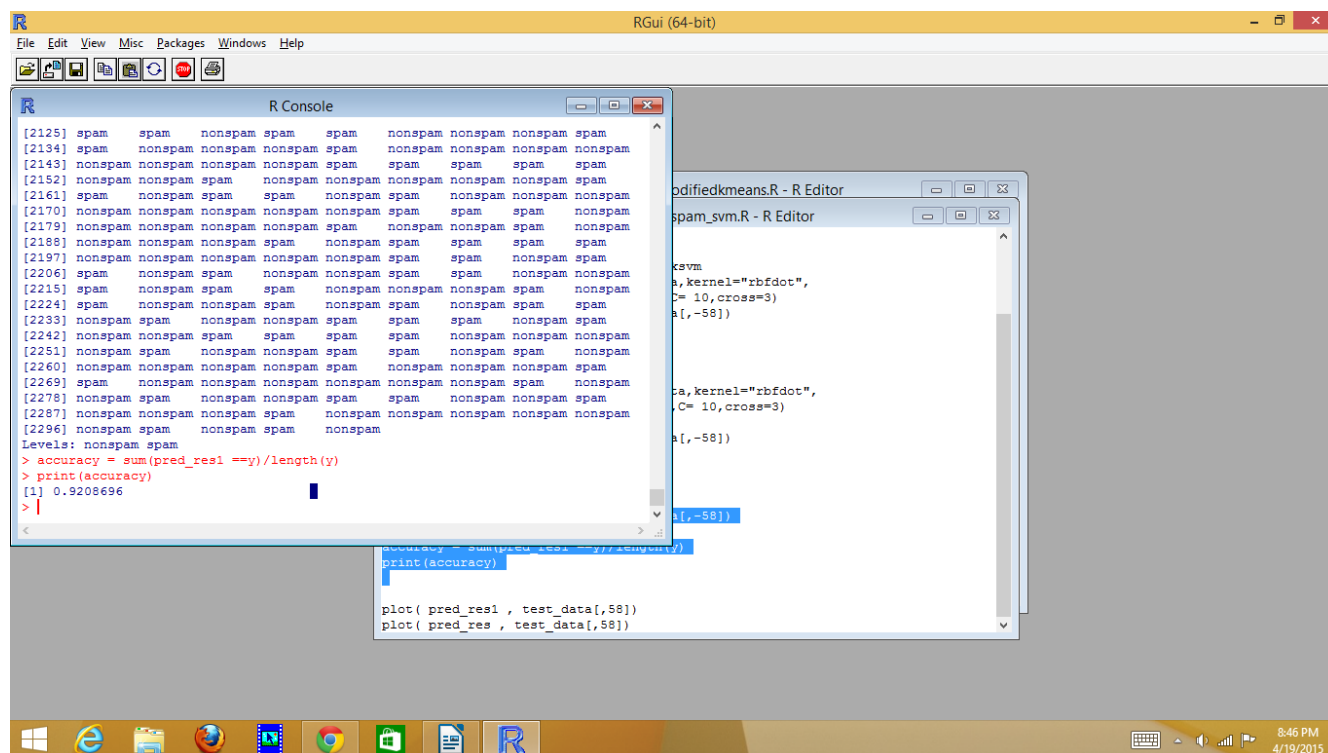 RGui (64-bit)
File Edit View Misc Packages Windows Help
STOP
R Console
[2125] spam spam nonspam spam spam nonspam nonspam nonspam spam
[2134] spam nonspam nonspam nonspam spam nonspam nonspam nonspam nonspam
[2143] nonspam nonspam nonspam nonspam spam spam spam spam spam
[2152] nonspam nonspam spam nonspam nonspam nonspam nonspam nonspam spam
[2161] spam nonspam spam spam nonspam spam nonspam nonspam nonspam
[2170] nonspam nonspam nonspam nonspam nonspam spam spam spam nonspam
[2179] nonspam nonspam nonspam nonspam spam nonspam nonspam spam nonspam
[2188] nonspam nonspam nonspam spam nonspam spam spam spam spam
[2197] nonspam nonspam nonspam nonspam nonspam spam spam nonspam spam
[2206] spam nonspam spam nonspam nonspam spam spam nonspam nonspam
[2215] spam nonspam spam spam nonspam nonspam nonspam spam nonspam
[2224] spam nonspam nonspam spam nonspam spam nonspam spam spam
[2233] nonspam spam nonspam nonspam spam spam spam nonspam spam
[2242] nonspam nonspam spam spam spam spam nonspam nonspam nonspam
[2251] nonspam spam nonspam nonspam spam spam nonspam spam nonspam
[2260] nonspam nonspam nonspam nonspam spam nonspam nonspam nonspam spam
[2269] spam nonspam nonspam nonspam nonspam nonspam nonspam spam nonspam
[2278] nonspam spam nonspam nonspam spam spam nonspam nonspam spam
[2287] nonspam nonspam nonspam spam nonspam nonspam nonspam nonspam nonspam
[2296] nonspam spam nonspam spam nonspam
Levels: nonspam spam
> accuracy = sum(pred_res1 ==y)/length(y)
> print(accuracy)
[1] 0.9208696
>
odifiedkmeans.R - R Editor
spam_svm.R - R Editor
ksvm
a,kernel="rbfdot",
C= 10,cross=3)
a[,-58])
ta,kernel="rbfdot",
,C= 10,cross=3)
a[,-58])
a[,-58])
accuracy = sum(pred_res1 ==y)/length(y)
print(accuracy)
plot( pred_res1 , test_data[,58])
plot( pred_res , test_data[,58])
8:46 PM
4/19/2015